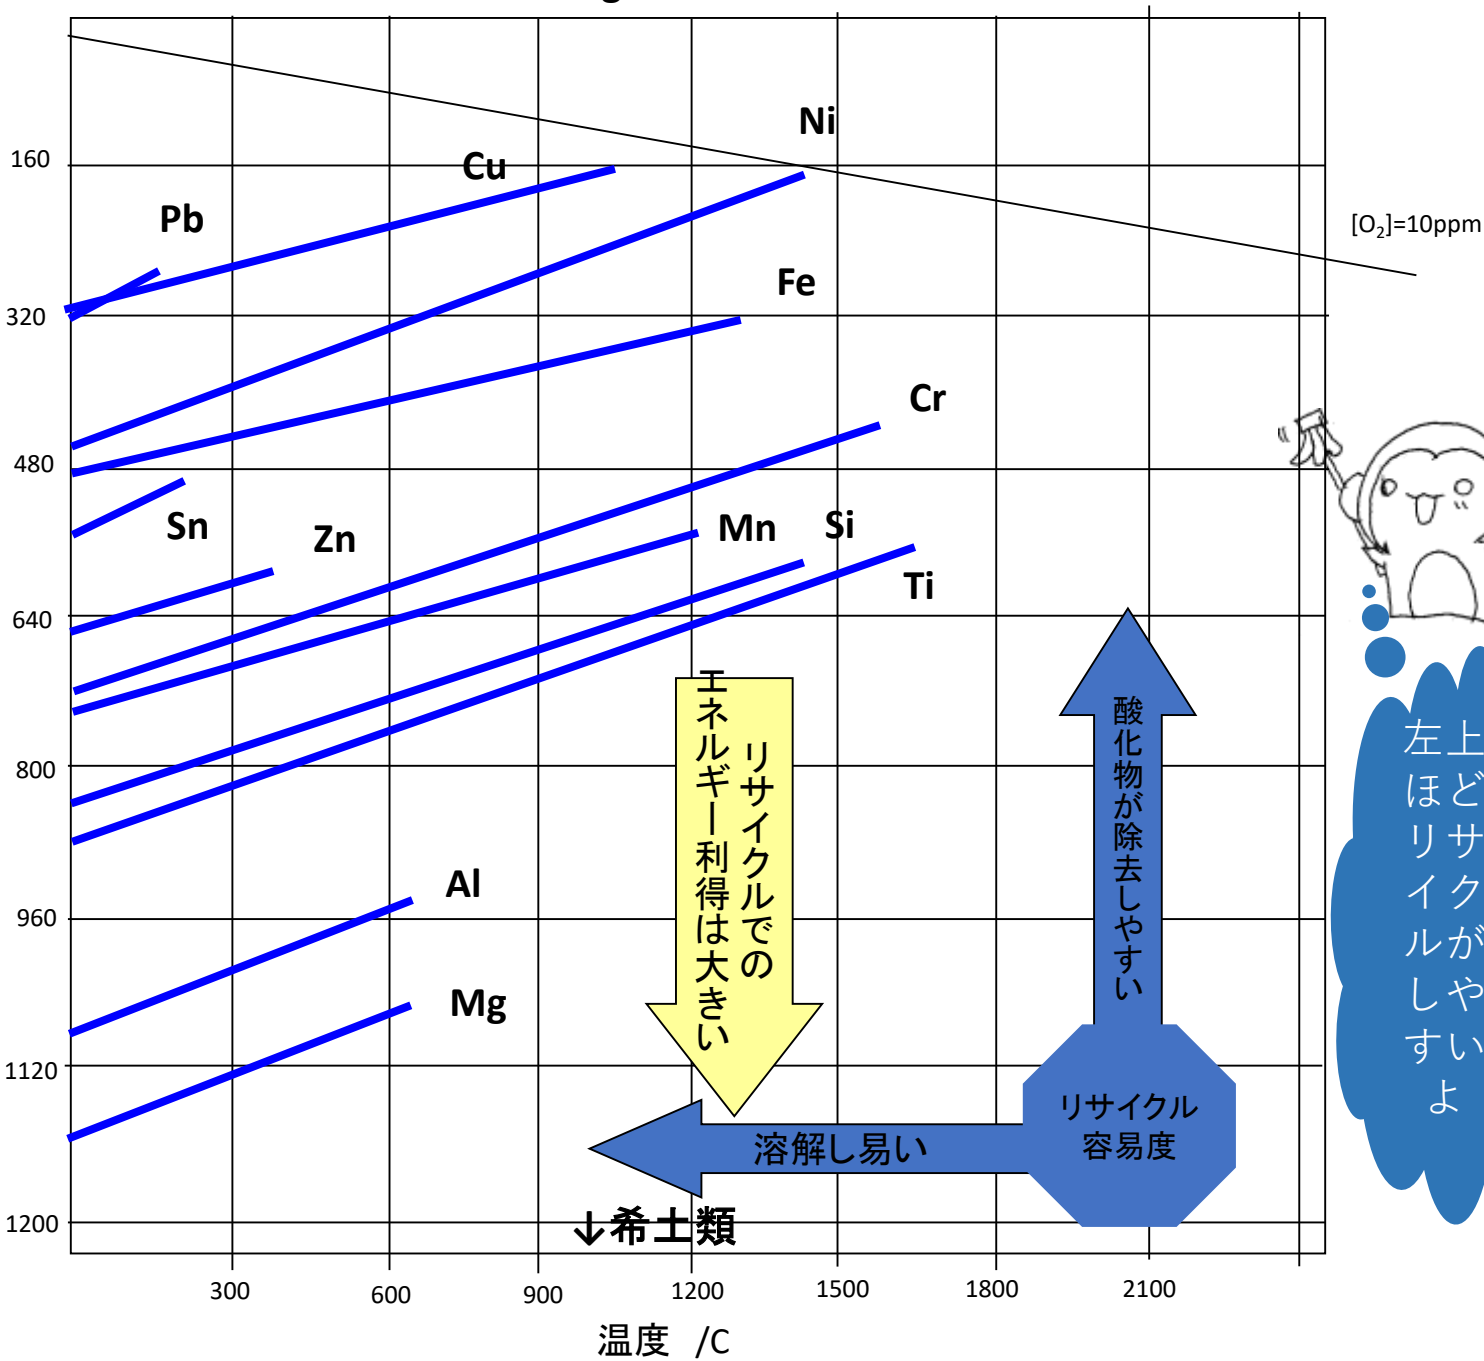 g
Ni
160
Cu
Pb
[O₂]=10ppm
Fe
320
Cr
480
Sn
Zn
Mn
Si
Ti
640
リサイクルでの
エネルギー利得は大きい
酸化物が除去しやすい
左上
ほど
リサ
イク
ルが
しや
すい
よ
800
Al
960
Mg
1120
リサイクル
容易度
溶解し易い
↓希土類
1200
300
600
900
1200
1500
1800
2100
温度 /C